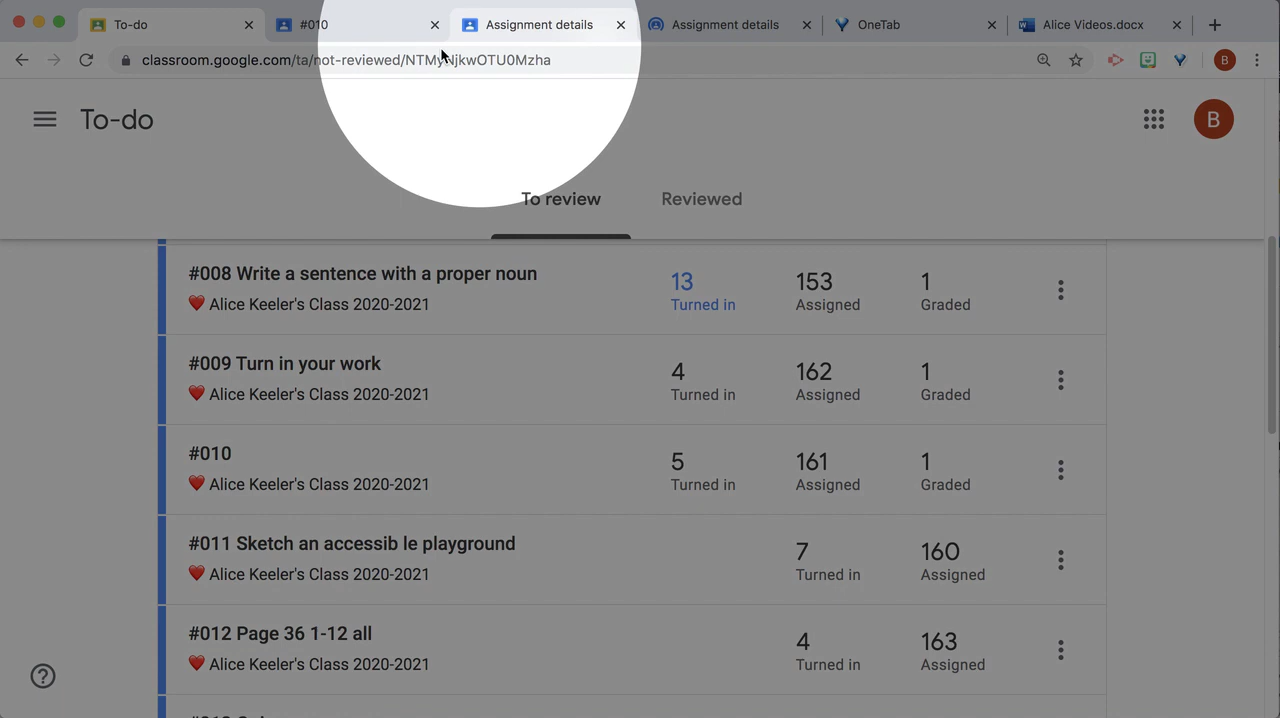 To-do
#010
Assignment details
Assignment details
OneTab
Alice Videos.docx
classroom.google.com/ta/not-reviewed/NTMyNjkwOTU0Mzha
B
To-do
B
To review
Reviewed
#008 Write a sentence with a proper noun
❤️ Alice Keeler's Class 2020-2021
13
Turned in
153
Assigned
1
Graded
#009 Turn in your work
❤️ Alice Keeler's Class 2020-2021
4
Turned in
162
Assigned
1
Graded
#010
❤️ Alice Keeler's Class 2020-2021
5
Turned in
161
Assigned
1
Graded
#011 Sketch an accessib le playground
❤️ Alice Keeler's Class 2020-2021
7
Turned in
160
Assigned
#012 Page 36 1-12 all
❤️ Alice Keeler's Class 2020-2021
4
Turned in
163
Assigned